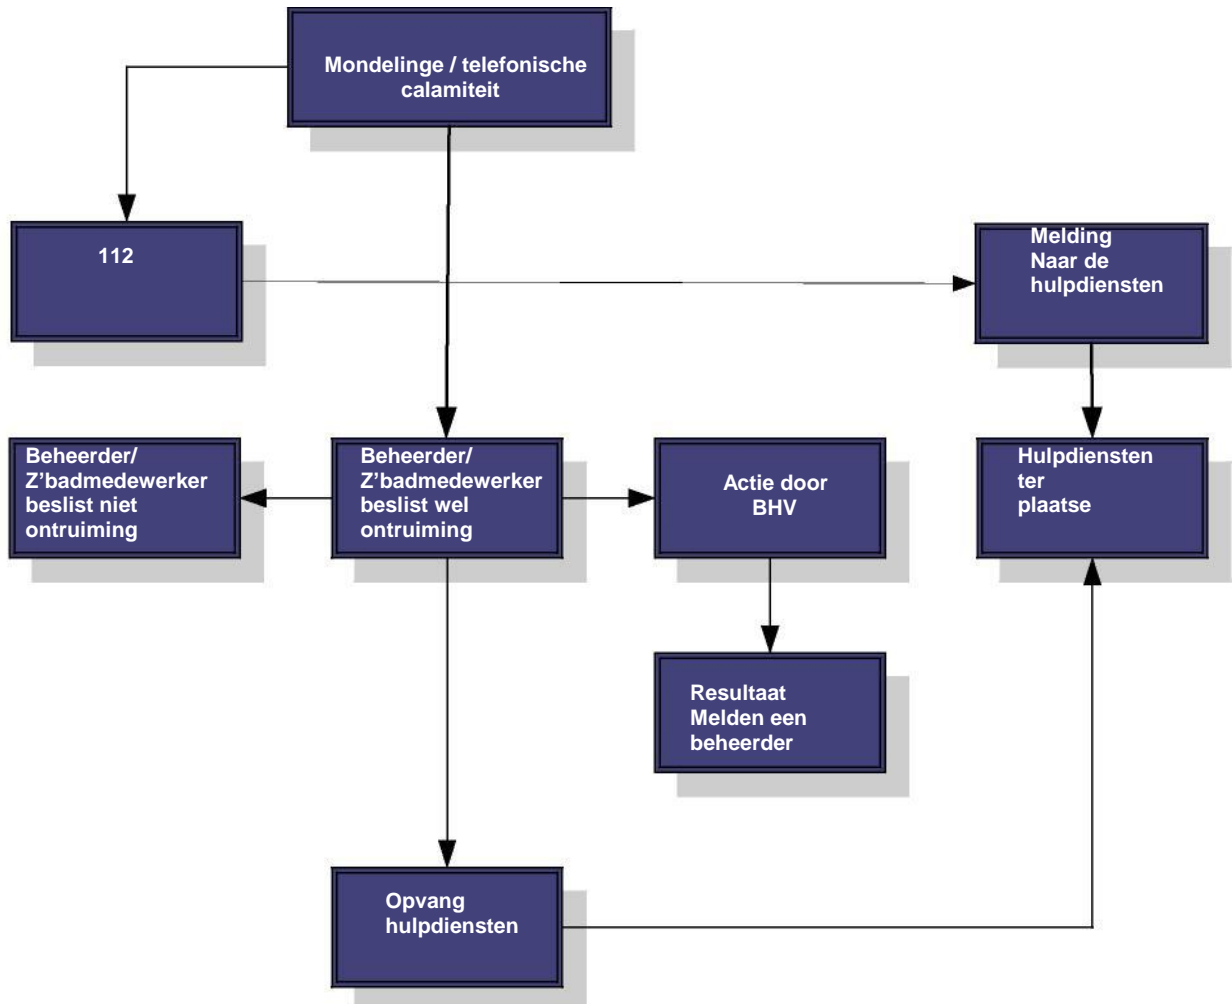 Mondelinge / telefonische
calamiteit
112
Melding
Naar de
hulpdiensten
Beheerder/
Z’badmedewerker
beslist niet
ontruiming
Beheerder/
Z’badmedewerker
beslist wel
ontruiming
Actie door
BHV
Hulpdiensten
ter
plaatse
Resultaat
Melden een
beheerder
Opvang
hulpdiensten